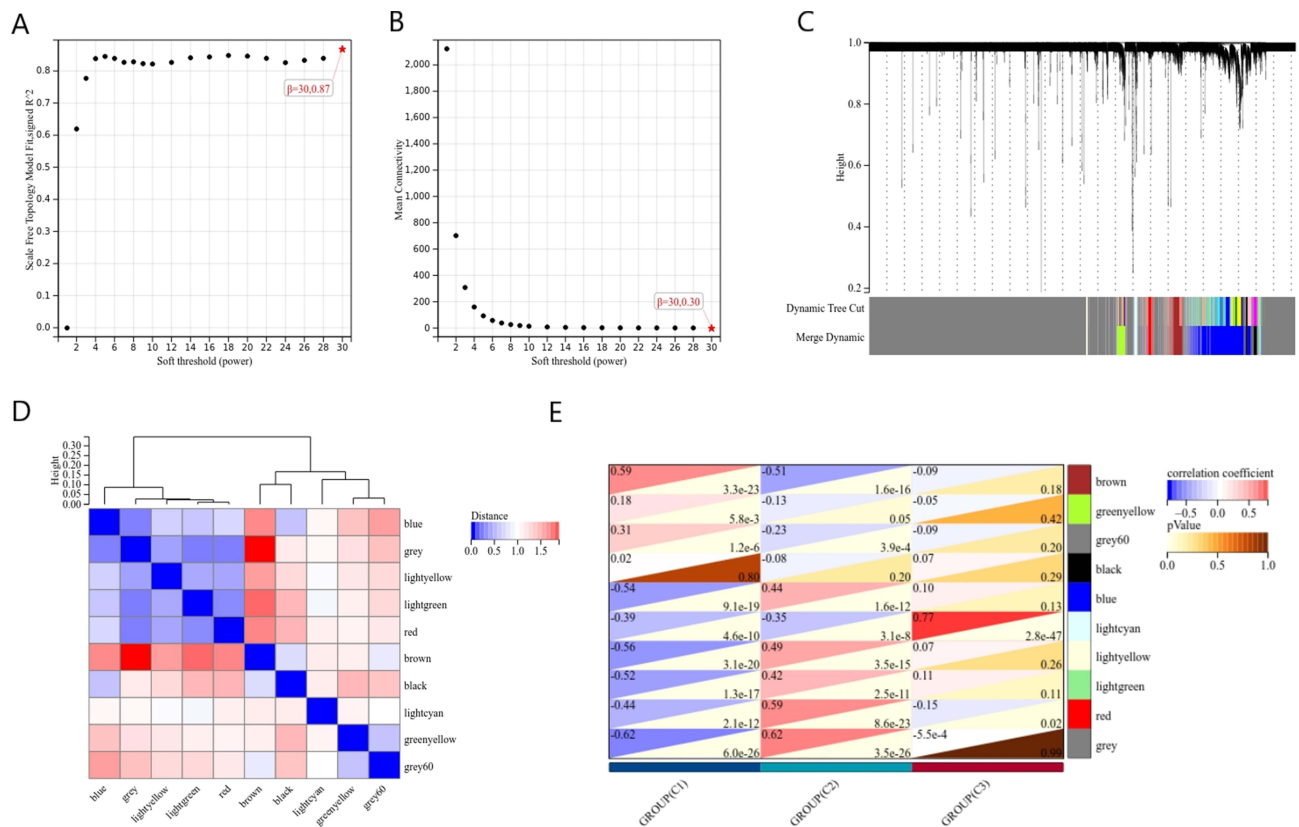 A
Scale Free Topology Model Fit,signed R^2
0.8
0.6
0.5
0.4
0.3
0.2
0.1
0.0
β=30,0.87
2 4 6 8 10 12 14 16 18 20 22 24 26 28 30
Soft threshold (power)
B
Mean Connectivity
2,000
1,800
1,600
1,400
1,200
1,000
800
600
400
200
0
β=30,0.30
2 4 6 8 10 12 14 16 18 20 22 24 26 28 30
Soft threshold (power)
C
Height
1.0
0.8
0.6
0.4
0.2
Dynamic Tree Cut
Merge Dynamic
D
Height
0.30
0.25
0.20
0.15
0.10
0.05
0.00
blue
grey
lightyellow
lightgreen
red
brown
black
lightcyan
greenyellow
grey60
blue grey lightyellow lightgreen red brown black lightcyan greenyellow grey60
Distance
0.0 0.5 1.0 1.5
E
0.59 3.3e-23 -0.51 1.6e-16 -0.09 0.18 brown
0.18 5.8e-3 -0.13 0.05 -0.05 0.42 greenyellow
0.31 1.2e-6 -0.23 3.9e-4 -0.09 0.20 grey60
0.02 0.80 -0.08 0.20 0.07 0.29 black
-0.54 9.1e-19 0.44 1.6e-12 0.10 0.13 blue
-0.39 4.6e-10 -0.35 3.1e-8 0.77 2.8e-47 lightcyan
-0.56 3.1e-20 0.49 3.5e-15 0.07 0.26 lightyellow
-0.52 1.3e-17 0.42 2.5e-11 0.11 0.11 lightgreen
-0.44 2.1e-12 0.59 8.6e-23 -0.15 0.02 red
-0.62 6.0e-26 0.62 3.5e-26 -5.5e-4 0.99 grey
GROUP(C1) GROUP(C2) GROUP(C3)
correlation coefficient
-0.5 0.0 0.5
pValue
0.0 0.5 1.0